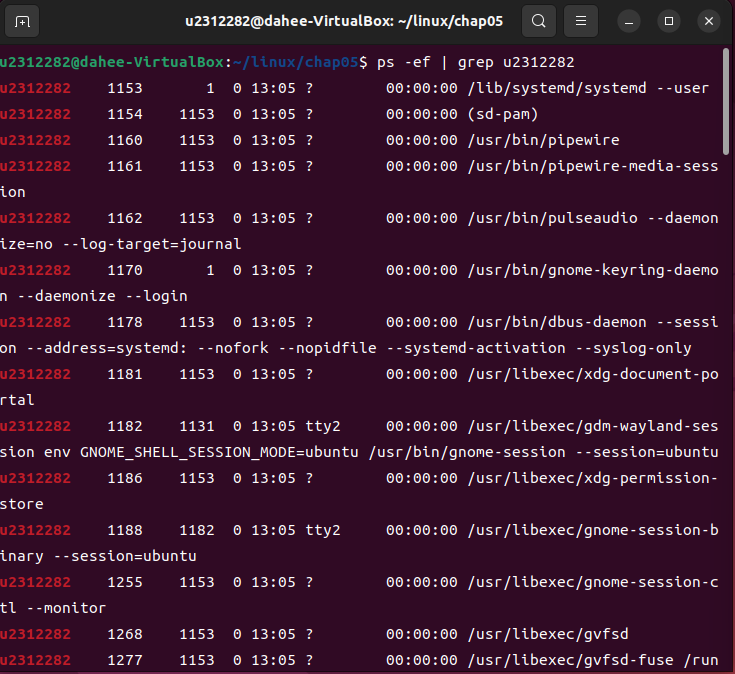 u2312282@dahee-VirtualBox: ~/linux/chap05
u2312282@dahee-VirtualBox:~/linux/chap05$ ps -ef | grep u2312282
u2312282    1153       1  0 13:05 ?        00:00:00 /lib/systemd/systemd --user
u2312282    1154    1153  0 13:05 ?        00:00:00 (sd-pam)
u2312282    1160    1153  0 13:05 ?        00:00:00 /usr/bin/pipewire
u2312282    1161    1153  0 13:05 ?        00:00:00 /usr/bin/pipewire-media-sess
ion
u2312282    1162    1153  0 13:05 ?        00:00:00 /usr/bin/pulseaudio --daemon
ize=no --log-target=journal
u2312282    1170       1  0 13:05 ?        00:00:00 /usr/bin/gnome-keyring-daemo
n --daemonize --login
u2312282    1178    1153  0 13:05 ?        00:00:00 /usr/bin/dbus-daemon --sessi
on --address=systemd: --nofork --nopidfile --systemd-activation --syslog-only
u2312282    1181    1153  0 13:05 ?        00:00:00 /usr/libexec/xdg-document-po
rtal
u2312282    1182    1131  0 13:05 tty2     00:00:00 /usr/libexec/gdm-wayland-ses
sion env GNOME_SHELL_SESSION_MODE=ubuntu /usr/bin/gnome-session --session=ubuntu
u2312282    1186    1153  0 13:05 ?        00:00:00 /usr/libexec/xdg-permission-
store
u2312282    1188    1182  0 13:05 tty2     00:00:00 /usr/libexec/gnome-session-b
inary --session=ubuntu
u2312282    1255    1153  0 13:05 ?        00:00:00 /usr/libexec/gnome-session-c
tl --monitor
u2312282    1268    1153  0 13:05 ?        00:00:00 /usr/libexec/gvfsd
u2312282    1277    1153  0 13:05 ?        00:00:00 /usr/libexec/gvfsd-fuse /run